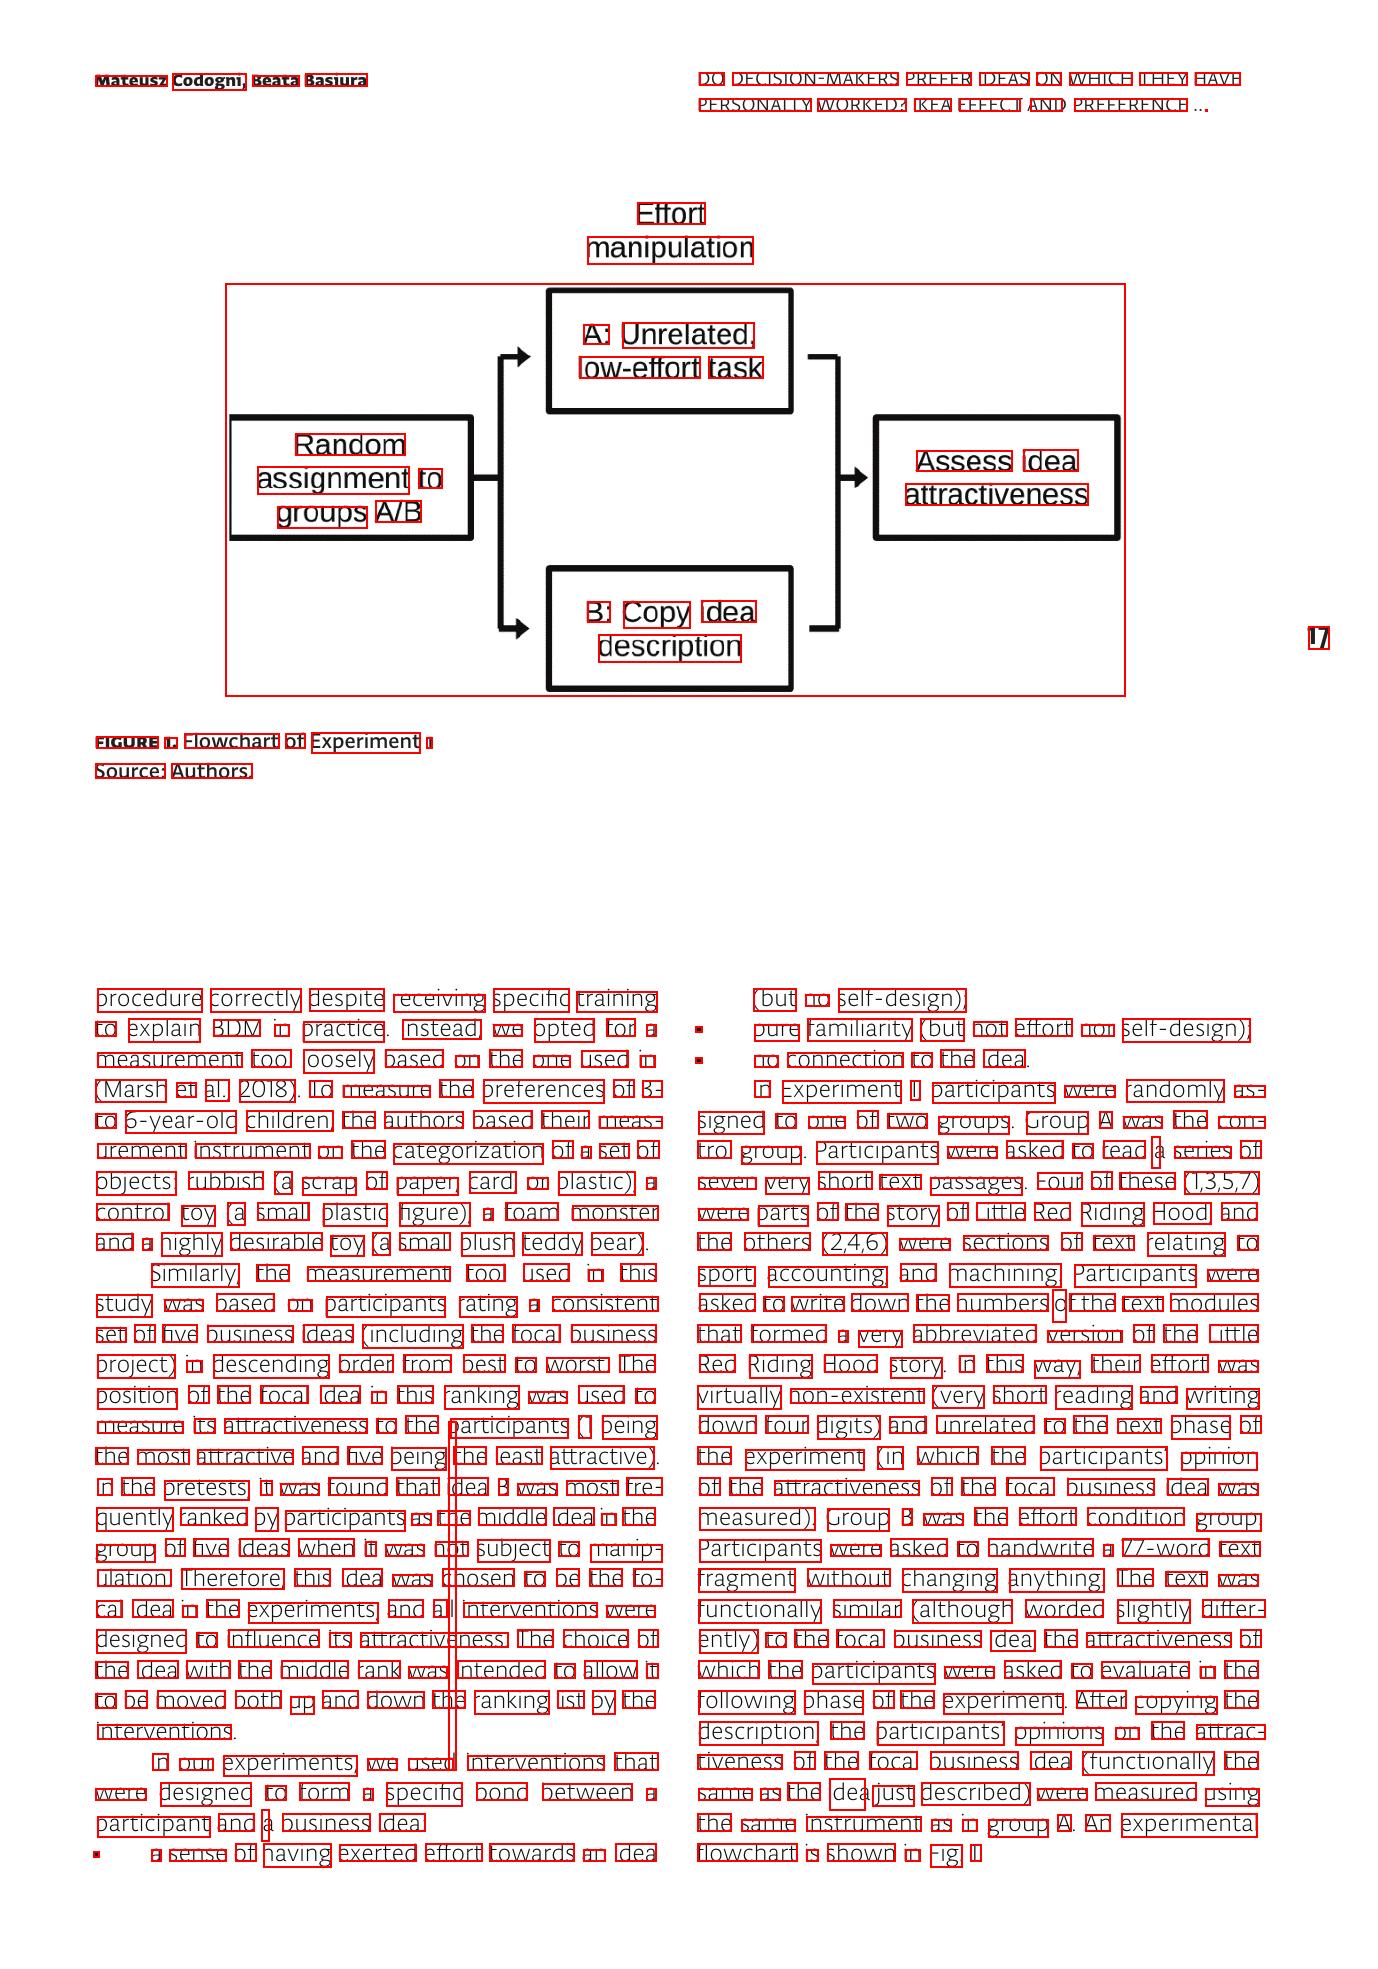 Mateusz Codogni, Beata Basiura
DO DECISION-MAKERS PREFER IDEAS ON WHICH THEY HAVE
PERSONALLY WORKED? IKEA EFFECT AND PREFERENCE ...
Effort
manipulation
A: Unrelated,
low-effort task
Random
assignment to
groups A/B
Assess idea
attractiveness
B: Copy idea
description
17
FIGURE 1. Flowchart of Experiment 1
Source: Authors.
procedure correctly despite receiving specific training
to explain BDM in practice. Instead, we opted for a
measurement tool loosely based on the one used in
(Marsh et al. 2018). To measure the preferences of 3-
to 6-year-old children, the authors based their meas-
urement instrument on the categorization of a set of
objects: rubbish (a scrap of paper, card or plastic), a
control toy (a small plastic figure), a foam monster
and a highly desirable toy (a small plush teddy bear).
Similarly, the measurement tool used in this
study was based on participants rating a consistent
set of five business ideas (including the focal business
project) in descending order from best to worst. The
position of the focal idea in this ranking was used to
measure its attractiveness to the participants (1 being
the most attractive and five being the least attractive).
In the pretests, it was found that idea B was most fre-
quently ranked by participants as the middle idea in the
group of five ideas when it was not subject to manip-
ulation. Therefore, this idea was chosen to be the fo-
cal idea in the experiments, and all interventions were
designed to influence its attractiveness. The choice of
the idea with the middle rank was intended to allow it
to be moved both up and down the ranking list by the
interventions.
In our experiments, we used interventions that
were designed to form a specific bond between a
participant and a business idea:
▪ a sense of having exerted effort towards an idea
(but no self-design);
▪ pure familiarity (but not effort nor self-design);
▪ no connection to the idea.
In Experiment 1, participants were randomly as-
signed to one of two groups. Group A was the con-
trol group. Participants were asked to read a series of
seven very short text passages. Four of these (1,3,5,7)
were parts of the story of Little Red Riding Hood and
the others (2,4,6) were sections of text relating to
sport, accounting, and machining. Participants were
asked to write down the numbers of the text modules
that formed a very abbreviated version of the Little
Red Riding Hood story. In this way, their effort was
virtually non-existent (very short reading and writing
down four digits) and unrelated to the next phase of
the experiment (in which the participants' opinion
of the attractiveness of the focal business idea was
measured). Group B was the effort condition group.
Participants were asked to handwrite a 77-word text
fragment without changing anything. The text was
functionally similar (although worded slightly differ-
ently) to the focal business idea, the attractiveness of
which the participants were asked to evaluate in the
following phase of the experiment. After copying the
description, the participants' opinions on the attrac-
tiveness of the focal business idea (functionally the
same as the idea just described) were measured using
the same instrument as in group A. An experimental
flowchart is shown in Fig. 1.